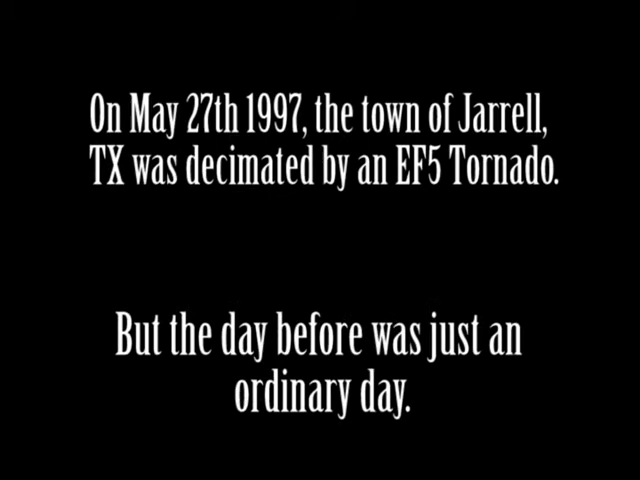 On May 27th 1997, the town of Jarrell,
TX was decimated by an EF5 Tornado.
But the day before was just an
ordinary day.